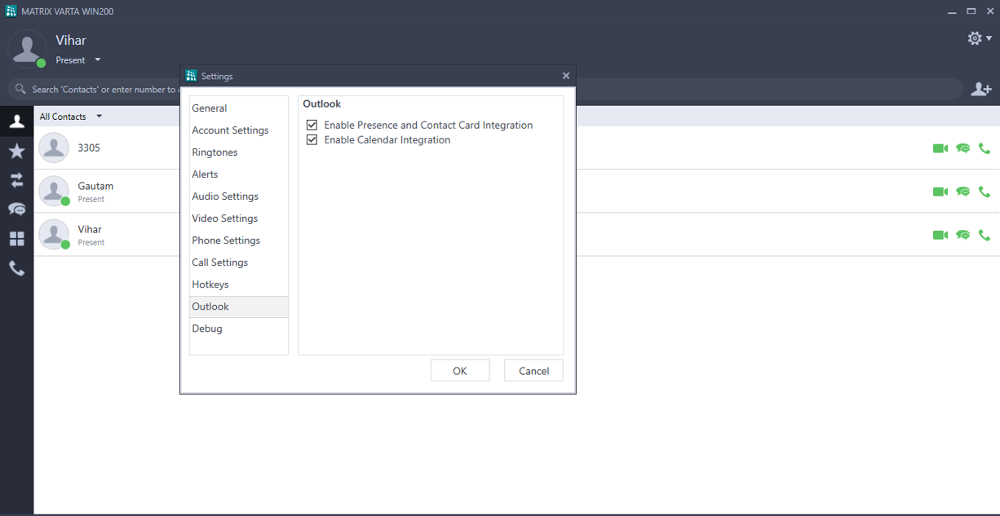 MATRIX VARTA WIN200
Vihar
Present
Search 'Contacts' or enter number to
All Contacts
3305
Gautam
Present
Vihar
Present
Settings
General
Account Settings
Ringtones
Alerts
Audio Settings
Video Settings
Phone Settings
Call Settings
Hotkeys
Outlook
Debug
Outlook
Enable Presence and Contact Card Integration
Enable Calendar Integration
OK
Cancel